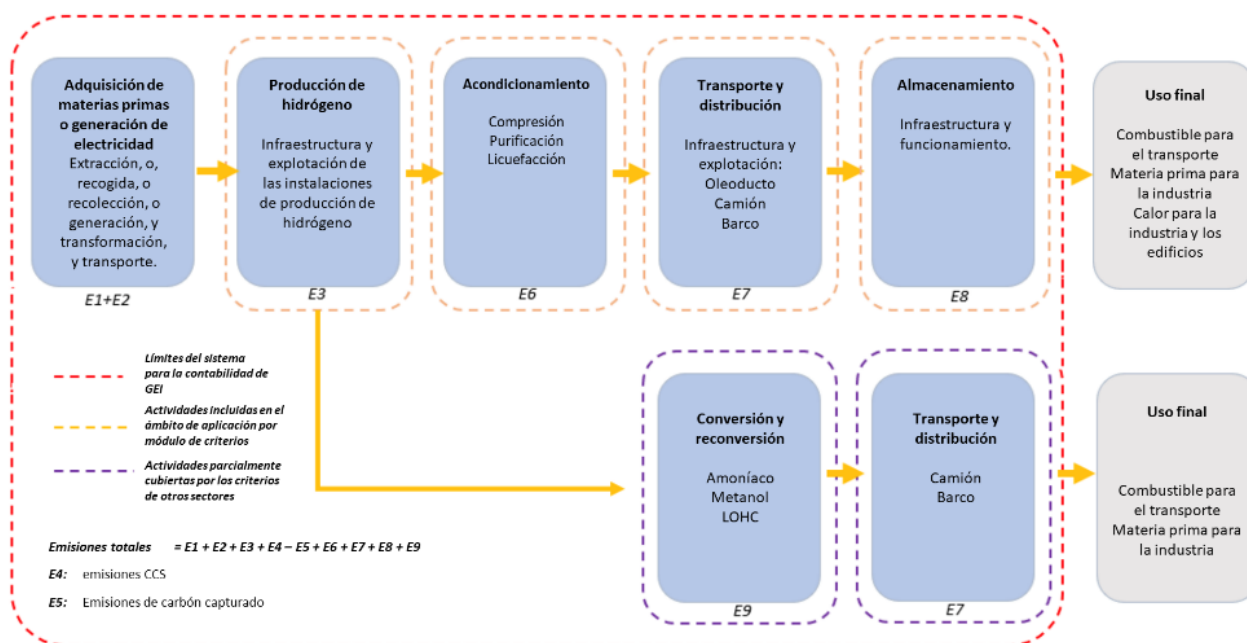 Adquisición de
materias primas
o generación de
electricidad
Extracción, o,
recogida, o
recolección, o
generación, y
transformación,
y transporte.
E1+E2
Producción de
hidrógeno
Infraestructura y
explotación de
las instalaciones
de producción de
hidrógeno
E3
Acondicionamiento
Compresión
Purificación
Licuefacción
E6
Transporte y
distribución
Infraestructura y
explotación:
Oleoducto
Camión
Barco
E7
Almacenamiento
Infraestructura y
funcionamiento.
E8
Uso final
Combustible para
el transporte
Materia prima para
la industria
Calor para la
industria y los
edificios
Límites del sistema
para la contabilidad de
GEI
Actividades incluidas en el
ámbito de aplicación por
módulo de criterios
Actividades parcialmente
cubiertas por los criterios
de otros sectores
Conversión y
reconversión
Amoníaco
Metanol
LOHC
E9
Transporte y
distribución
Camión
Barco
E7
Uso final
Combustible para
el transporte
Materia prima para
la industria
Emisiones totales = E1 + E2 + E3 + E4 – E5 + E6 + E7 + E8 + E9
E4: emisiones CCS
E5: Emisiones de carbón capturado